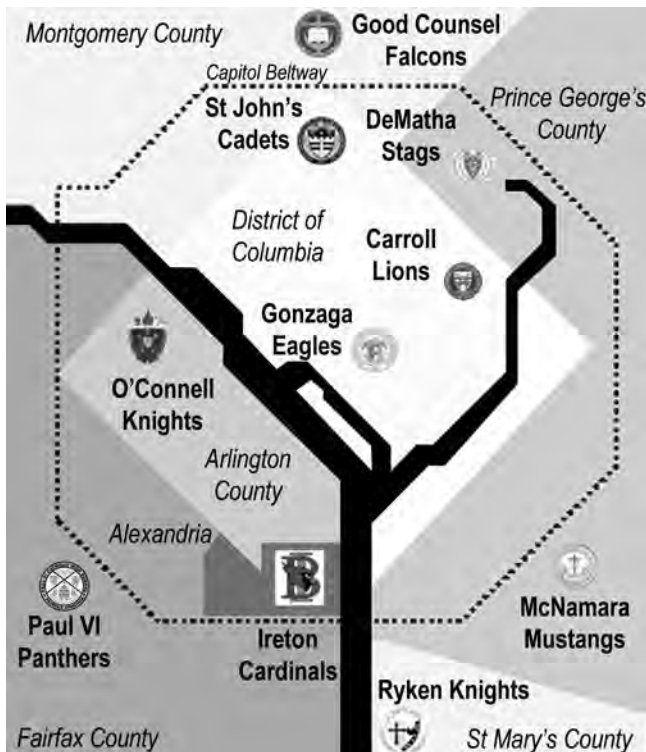 Montgomery County
Good Counsel
Falcons
Capitol Beltway
St John's
Cadets
DeMatha
Stags
Prince George's
County
District of
Columbia
Carroll
Lions
Gonzaga
Eagles
O'Connell
Knights
Arlington
County
Alexandria
Paul VI
Panthers
Ireton
Cardinals
McNamara
Mustangs
Ryken Knights
Fairfax County
St Mary's County